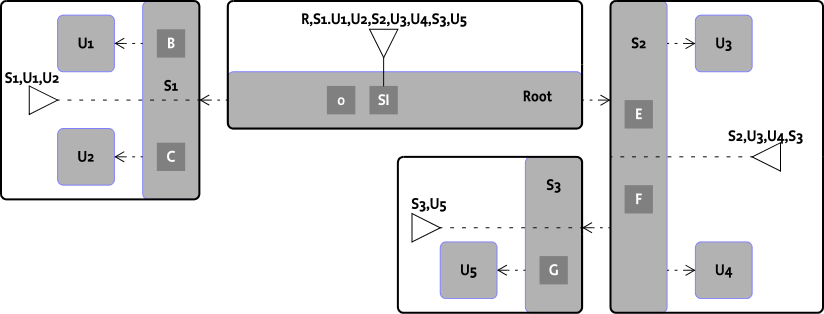 R,S1.U1,U2,S2,U3,U4,S3,U5
U1
B
S2
U3
S1,U1,U2
S1
o
SI
Root
E
S2,U3,U4,S3
U2
C
S3
F
S3,U5
U5
G
U4